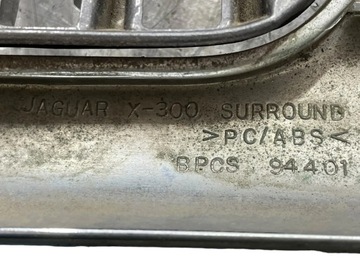 JAGUAR X-300 SURROUND
>PC/ABS<
BPCS 94401